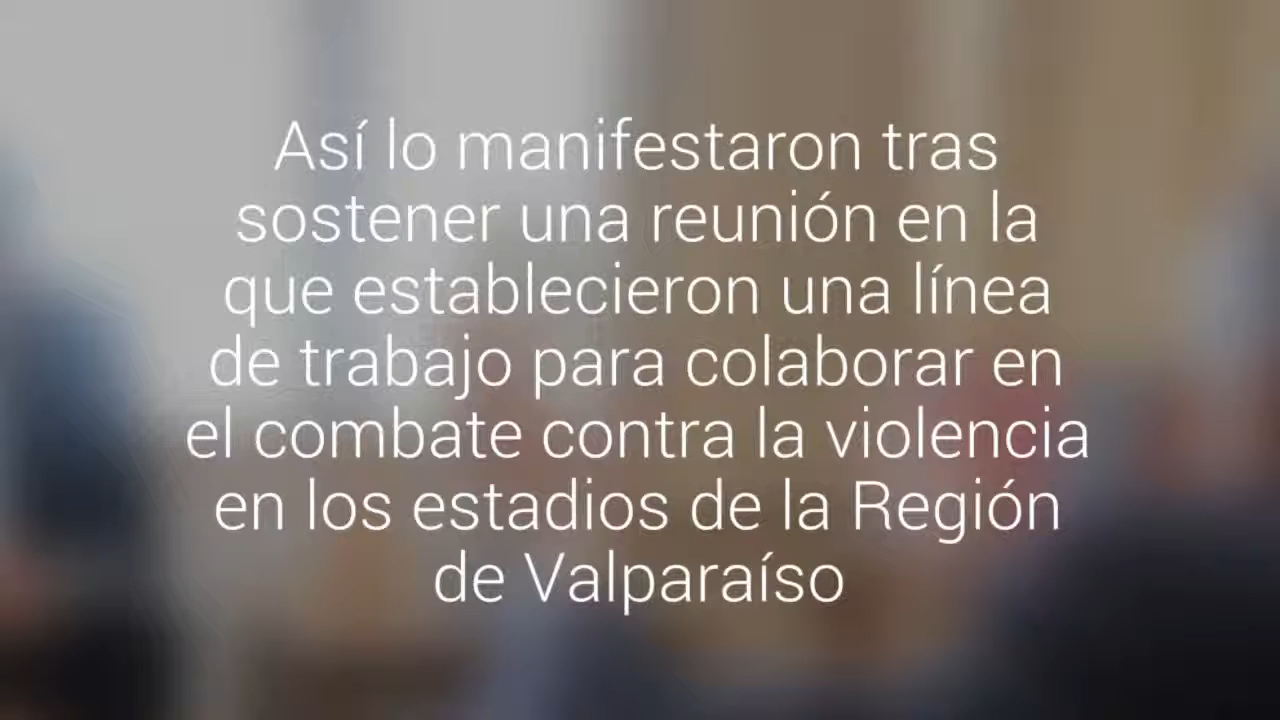 Así lo manifestaron tras
sostener una reunión en la
que establecieron una línea
de trabajo para colaborar en
el combate contra la violencia
en los estadios de la Región
de Valparaíso